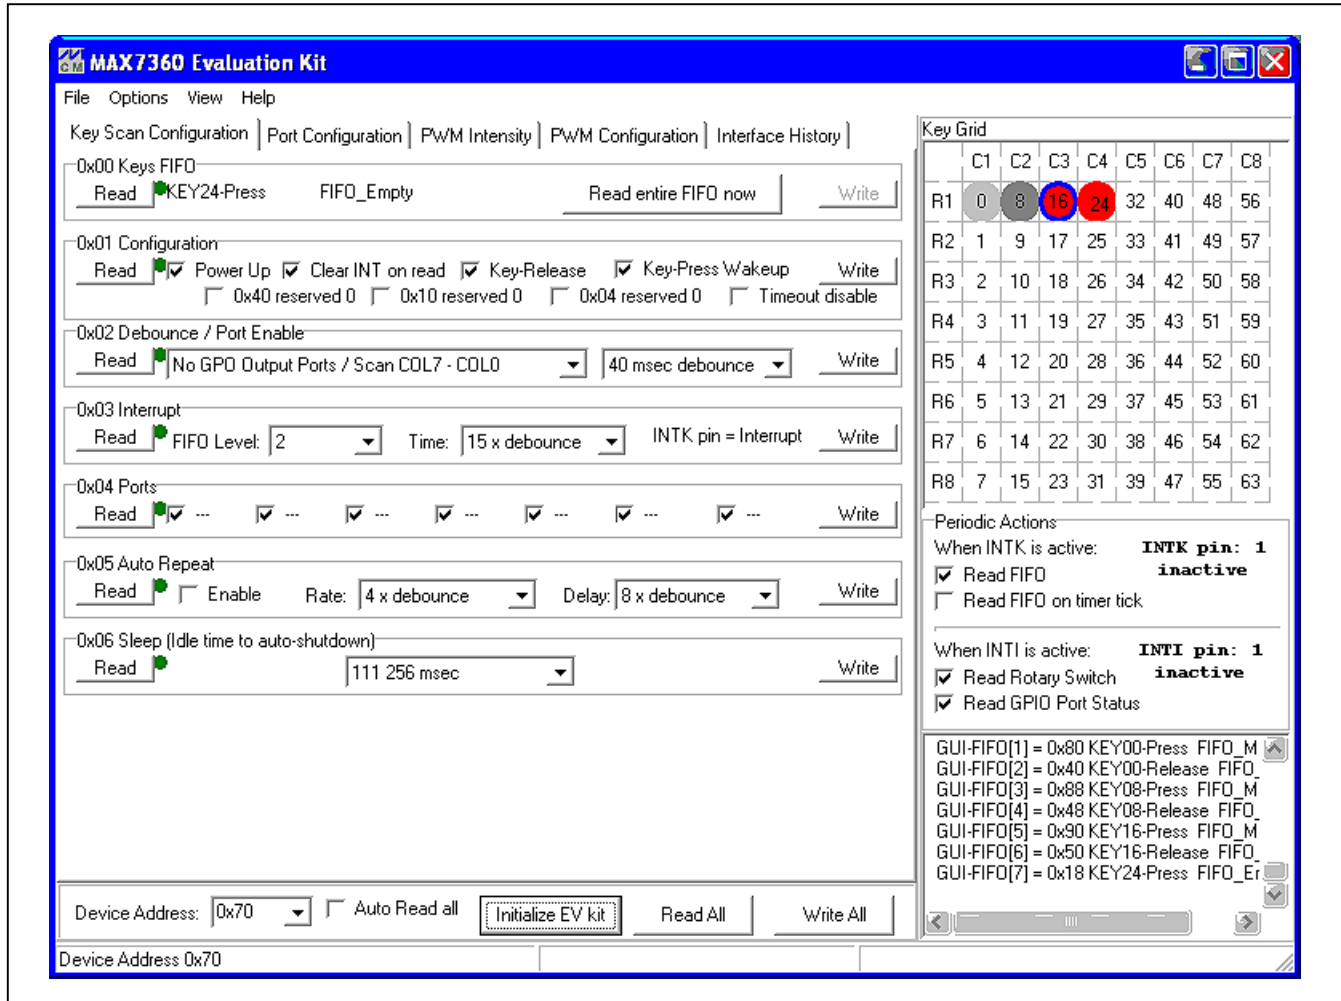 MAX7360 Evaluation Kit
File Options View Help
Key Scan Configuration Port Configuration PWM Intensity PWM Configuration Interface History
0x00 Keys FIFO
Read KEY24-Press FIFO_Empty Read entire FIFO now Write
0x01 Configuration
Read Power Up Clear INT on read Key-Release Key-Press Wakeup Write
0x40 reserved 0 0x10 reserved 0 0x04 reserved 0 Timeout disable
0x02 Debounce / Port Enable
Read No GPO Output Ports / Scan COL7 - COL0 40 msec debounce Write
0x03 Interrupt
Read FIFO Level: 2 Time: 15 x debounce INTK pin = Interrupt Write
0x04 Ports
Read --- --- --- --- --- --- --- Write
0x05 Auto Repeat
Read Enable Rate: 4 x debounce Delay: 8 x debounce Write
0x06 Sleep (Idle time to auto-shutdown)
Read 111 256 msec Write
Device Address: 0x70 Auto Read all Initialize EV kit Read All Write All
Device Address 0x70
Key Grid
C1 C2 C3 C4 C5 C6 C7 C8
R1 0 8 16 24 32 40 48 56
R2 1 9 17 25 33 41 49 57
R3 2 10 18 26 34 42 50 58
R4 3 11 19 27 35 43 51 59
R5 4 12 20 28 36 44 52 60
R6 5 13 21 29 37 45 53 61
R7 6 14 22 30 38 46 54 62
R8 7 15 23 31 39 47 55 63
Periodic Actions
When INTK is active: INTK pin: 1
Read FIFO inactive
Read FIFO on timer tick
When INTI is active: INTI pin: 1
Read Rotary Switch inactive
Read GPIO Port Status
GUI-FIFO[1] = 0x80 KEY00-Press FIFO_M
GUI-FIFO[2] = 0x40 KEY00-Release FIFO_
GUI-FIFO[3] = 0x88 KEY08-Press FIFO_M
GUI-FIFO[4] = 0x48 KEY08-Release FIFO_
GUI-FIFO[5] = 0x90 KEY16-Press FIFO_M
GUI-FIFO[6] = 0x50 KEY16-Release FIFO_
GUI-FIFO[7] = 0x18 KEY24-Press FIFO_Er